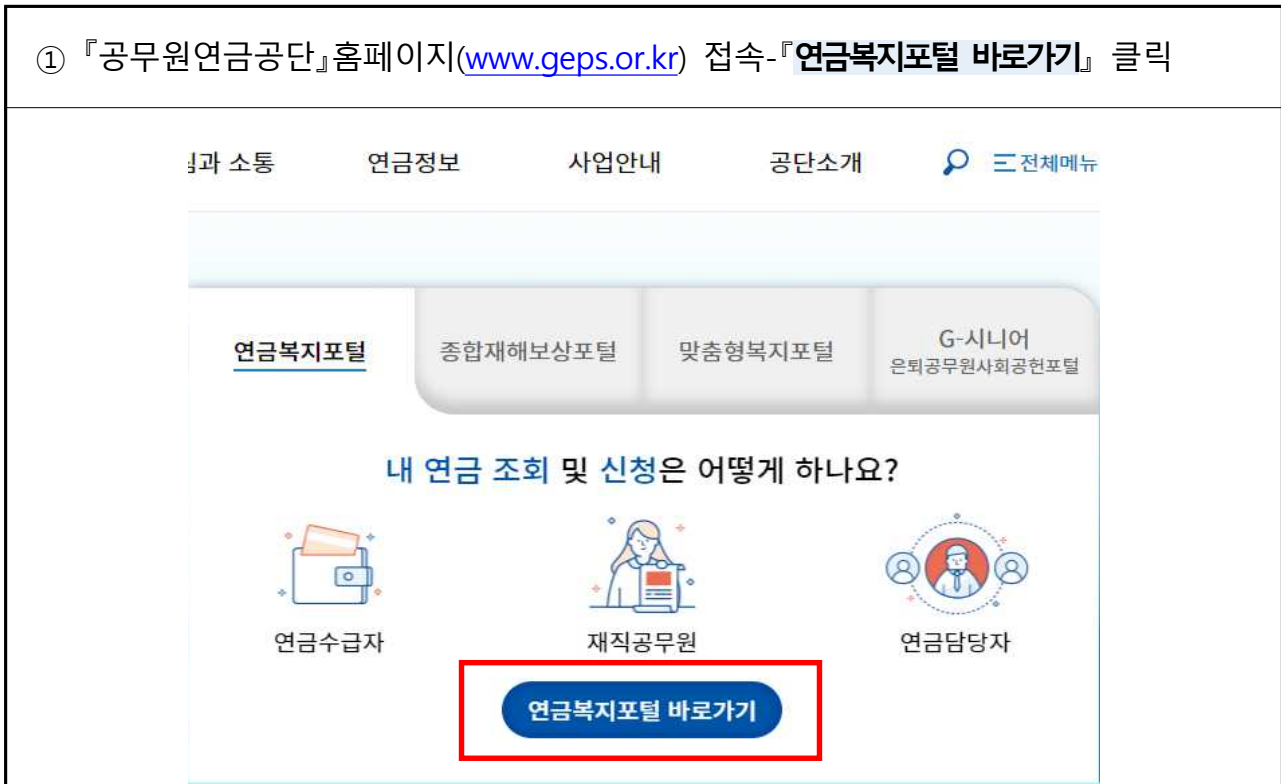 ① 『공무원연금공단』홈페이지(www.geps.or.kr) 접속-『연금복지포털 바로가기』 클릭
과 소통 연금정보 사업안내 공단소개 전체메뉴
연금복지포털 종합재해보상포털 맞춤형복지포털 G-시니어
은퇴공무원사회공헌포털
내 연금 조회 및 신청은 어떻게 하나요?
연금수급자 재직공무원 연금담당자
연금복지포털 바로가기